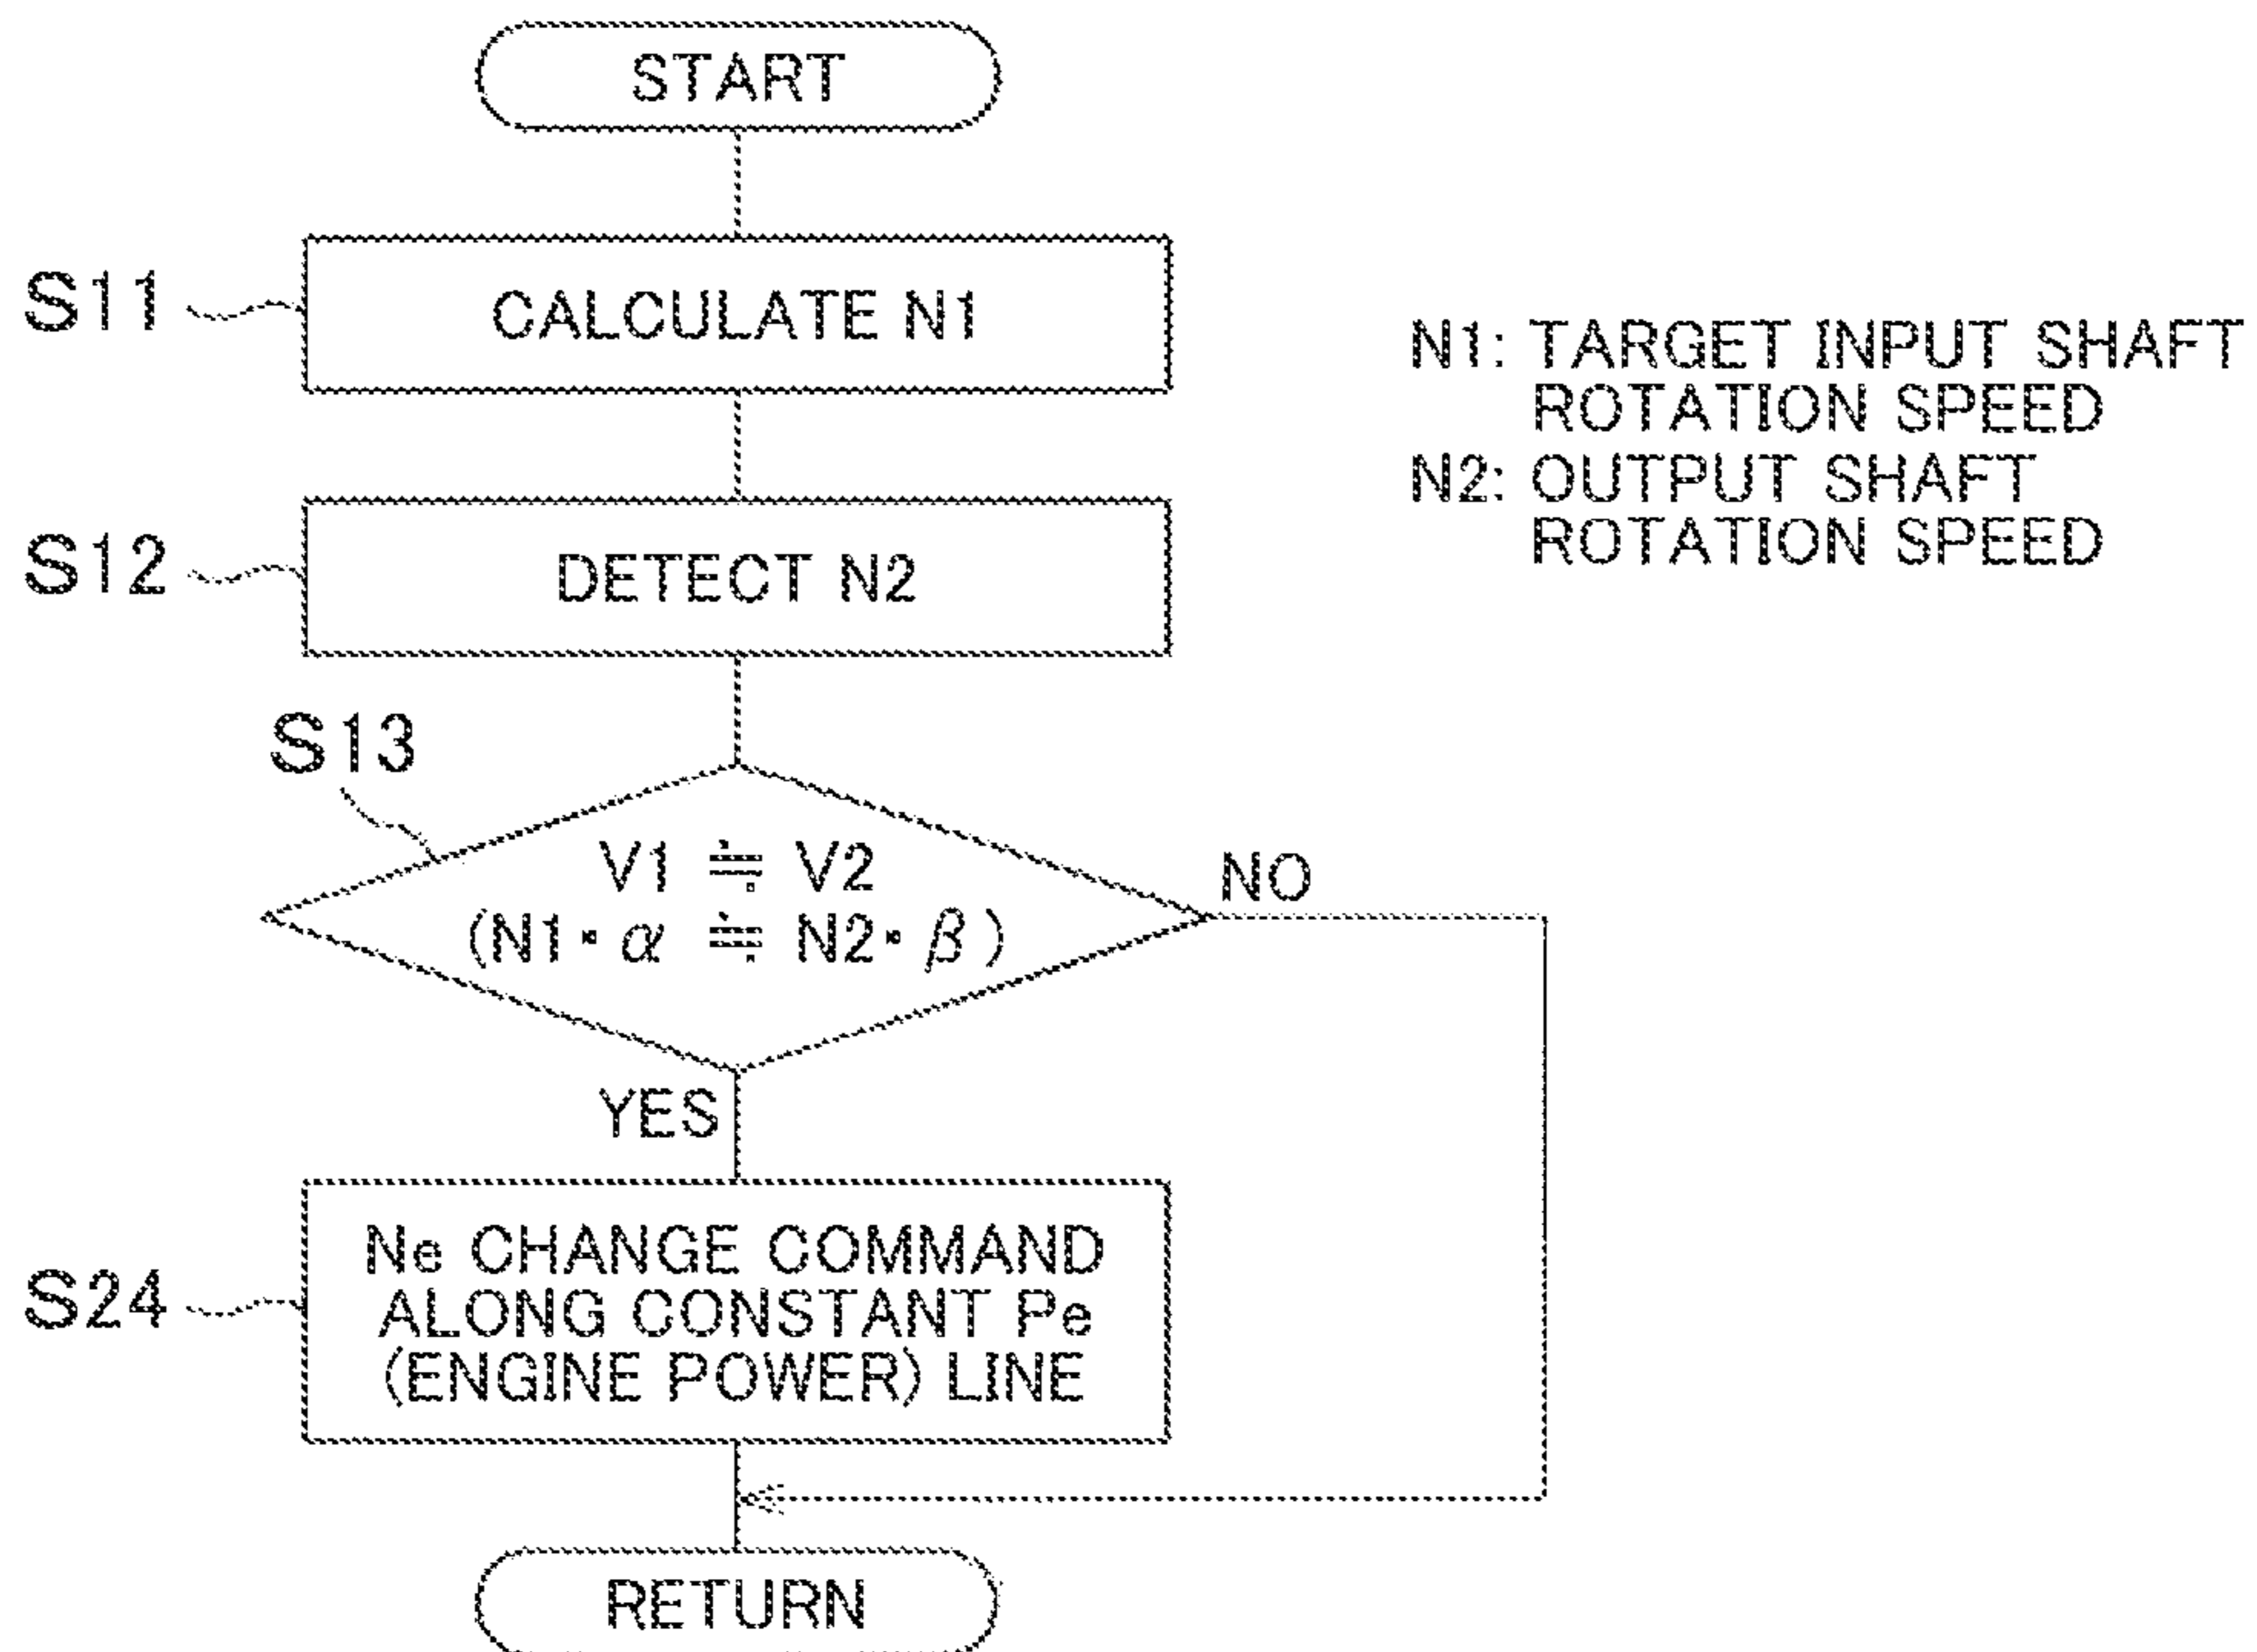 START
S11
CALCULATE N1
N1: TARGET INPUT SHAFT
ROTATION SPEED
N2: OUTPUT SHAFT
ROTATION SPEED
S12
DETECT N2
S13
V1 ≒ V2
(N1・α ≒ N2・β)
NO
YES
S24
Ne CHANGE COMMAND
ALONG CONSTANT Pe
(ENGINE POWER) LINE
RETURN